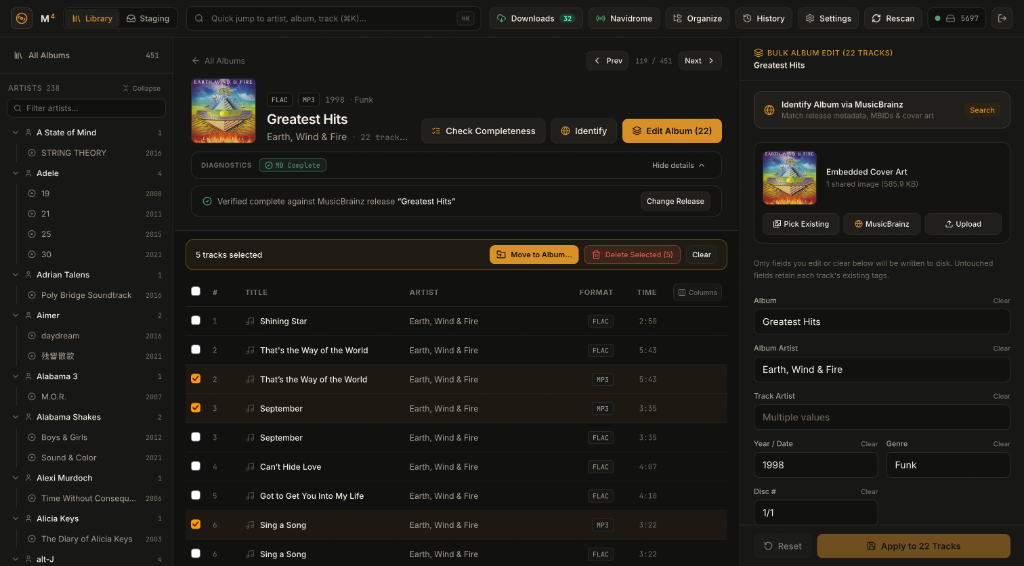 M⁴
Library
Staging
Quick jump to artist, album, track (⌘K)...
⌘K
Downloads 32
Navidrome
Organize
History
Settings
Rescan
5697
All Albums 451
ARTISTS 238
Collapse
Filter artists...
A State of Mind 1
STRING THEORY 2016
Adele 4
19 2008
21 2011
25 2015
30 2021
Adrian Talens 1
Poly Bridge Soundtrack 2016
Aimer 2
daydream 2016
残響散歌 2021
Alabama 3 1
M.O.R. 2007
Alabama Shakes 2
Boys & Girls 2012
Sound & Color 2021
Alexi Murdoch 1
Time Without Consequ... 2006
Alicia Keys 1
The Diary of Alicia Keys 2003
alt-J 1
All Albums
Prev
119 / 451
Next
EARTH, WIND & FIRE
FLAC MP3 1998 · Funk
Greatest Hits
Earth, Wind & Fire · 22 track...
Check Completeness
Identify
Edit Album (22)
DIAGNOSTICS
MB Complete
Hide details
Verified complete against MusicBrainz release “Greatest Hits”
Change Release
5 tracks selected
Move to Album...
Delete Selected (5)
Clear
# TITLE ARTIST FORMAT TIME Columns
1 Shining Star Earth, Wind & Fire FLAC 2:50
2 That's the Way of the World Earth, Wind & Fire FLAC 5:43
2 That’s the Way of the World Earth, Wind & Fire MP3 5:43
3 September Earth, Wind & Fire MP3 3:35
3 September Earth, Wind & Fire FLAC 3:35
4 Can't Hide Love Earth, Wind & Fire FLAC 4:07
5 Got to Get You Into My Life Earth, Wind & Fire FLAC 4:10
6 Sing a Song Earth, Wind & Fire MP3 3:22
6 Sing a Song Earth, Wind & Fire FLAC 3:22
BULK ALBUM EDIT (22 TRACKS)
Greatest Hits
Identify Album via MusicBrainz
Match release metadata, MBIDs & cover art
Search
EARTH, WIND & FIRE
Embedded Cover Art
1 shared image (585.9 KB)
Pick Existing
MusicBrainz
Upload
Only fields you edit or clear below will be written to disk. Untouched
fields retain each track's existing tags.
Album Clear
Greatest Hits
Album Artist Clear
Earth, Wind & Fire
Track Artist Clear
Multiple values
Year / Date Clear
1998
Genre Clear
Funk
Disc # Clear
1/1
Reset
Apply to 22 Tracks